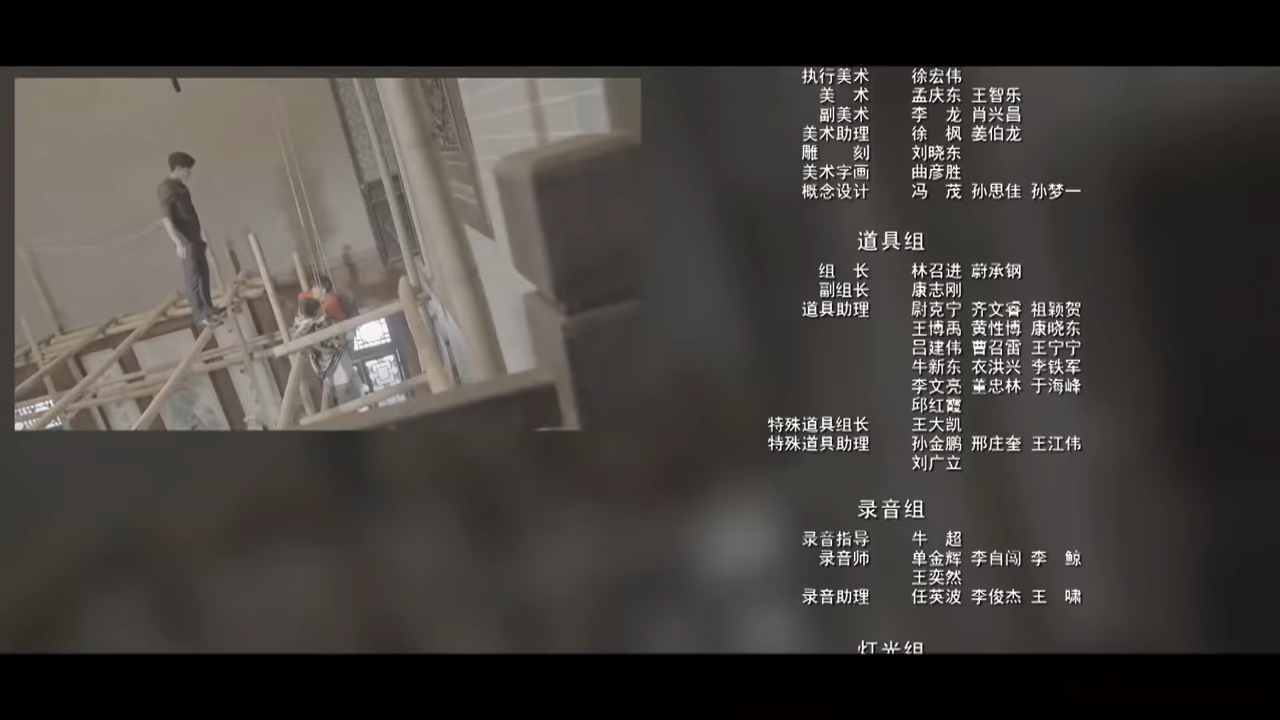 执行美术 徐宏伟
美 术 孟庆东 王智乐
副美术 李 龙 肖兴昌
美术助理 徐 枫 姜伯龙
雕 刻 刘晓东
美术字画 曲彦胜
概念设计 冯 茂 孙思佳 孙梦一
道具组
组 长 林召进 蔚承钢
副组长 康志刚
道具助理 尉克宁 齐文睿 祖颖贺
王博禹 黄性博 康晓东
吕建伟 曹召雷 王宁宁
牛新东 衣洪兴 李铁军
李文亮 董忠林 于海峰
邱红霞
特殊道具组长 王大凯
特殊道具助理 孙金鹏 邢庄奎 王江伟
刘广立
录音组
录音指导 牛 超
录音师 单金辉 李自闯 李 鲸
王奕然
录音助理 任英波 李俊杰 王 啸
灯光组